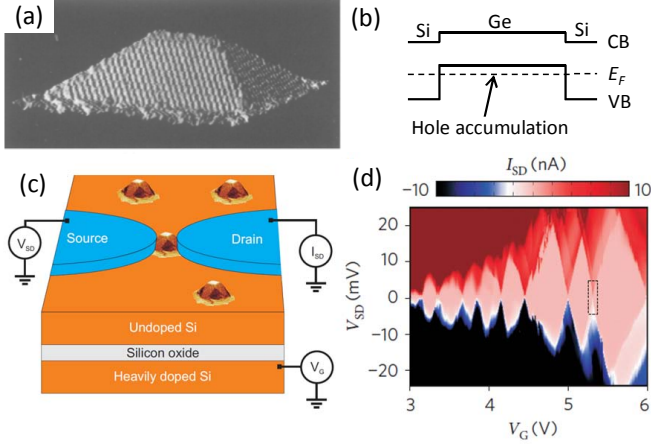 (a)
(b)
Si Ge Si
CB
E_F
VB
Hole accumulation
(c)
V_SD
Source
Drain
I_SD
Undoped Si
Silicon oxide
Heavily doped Si
V_G
(d)
I_SD (nA)
−10 10
V_SD (mV)
20
10
0
−10
−20
3 4 5 6
V_G (V)